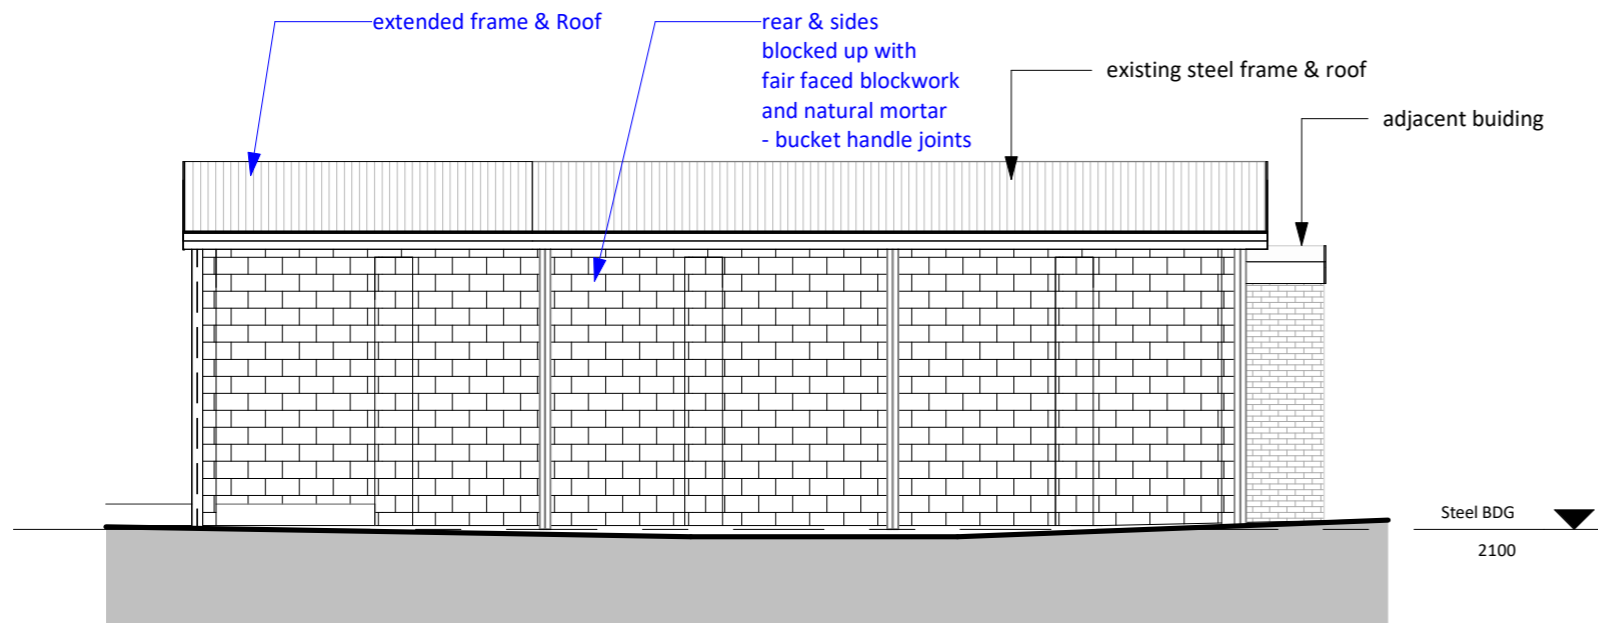 extended frame & Roof
rear & sides
blocked up with
fair faced blockwork
and natural mortar
- bucket handle joints
existing steel frame & roof
adjacent buiding
Steel BDG
2100